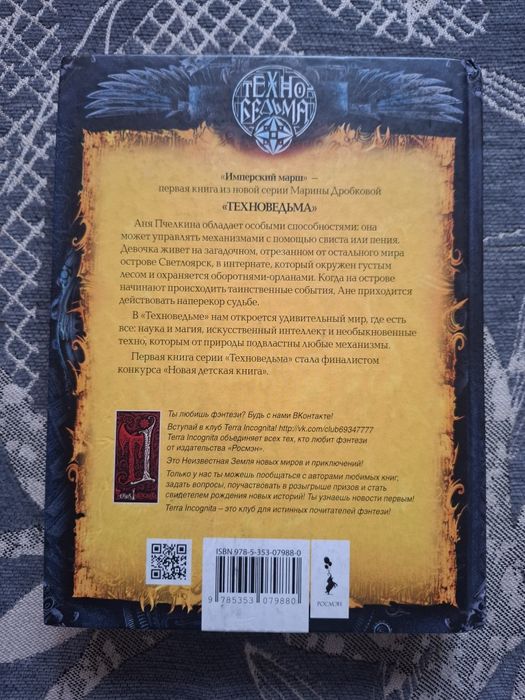 ТЕХНО-
ВЕДЬМА
«Имперский марш» –
первая книга из новой серии Марины Дробковой
«ТЕХНОВЕДЬМА»
Аня Пчелкина обладает особыми способностями: она
может управлять механизмами с помощью свиста или пения.
Девочка живет на загадочном, отрезанном от остального мира
острове Светлоярск, в интернате, который окружен густым
лесом и охраняется оборотнями-орланами. Когда на острове
начинают происходить таинственные события, Ане приходится
действовать наперекор судьбе.
В «Техноведьме» нам откроется удивительный мир, где есть
все: наука и магия, искусственный интеллект и необыкновенные
техно, которым от природы подвластны любые механизмы.
Первая книга серии «Техноведьма» стала финалистом
конкурса «Новая детская книга».
Ты любишь фэнтези? Будь с нами ВКонтакте!
Вступай в клуб Terra Incognita! http://vk.com/club69347777
Terra Incognita объединяет всех тех, кто любит фэнтези
от издательства «Росмэн».
Это Неизвестная Земля новых миров и приключений!
Только у нас ты можешь пообщаться с авторами любимых книг,
задать вопросы, поучаствовать в розыгрыше призов и стать
свидетелем рождения новых историй! Ты узнаешь новости первым!
Terra Incognita – это клуб для истинных почитателей фэнтези!
ISBN 978-5-353-07988-0
9 785353 079880
РОСМЭН